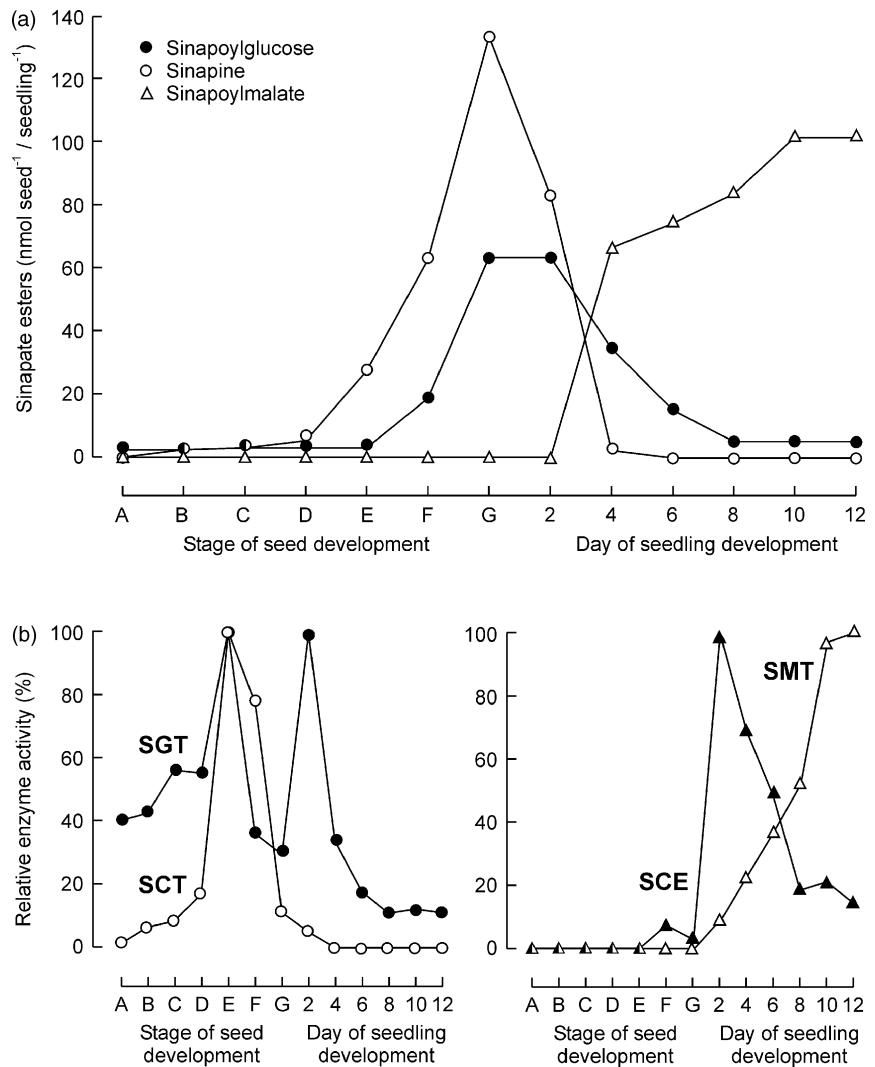 (a)
140
120
100
80
60
40
20
0
Sinapate esters (nmol seed⁻¹ / seedling⁻¹)
Sinapoylglucose
Sinapine
Sinapoylmalate
A B C D E F G 2 4 6 8 10 12
Stage of seed development Day of seedling development
(b)
100
80
60
40
20
0
Relative enzyme activity (%)
SGT
SCT
A B C D E F G 2 4 6 8 10 12
Stage of seed
development
Day of seedling
development
100
80
60
40
20
0
SMT
SCE
A B C D E F G 2 4 6 8 10 12
Stage of seed
development
Day of seedling
development